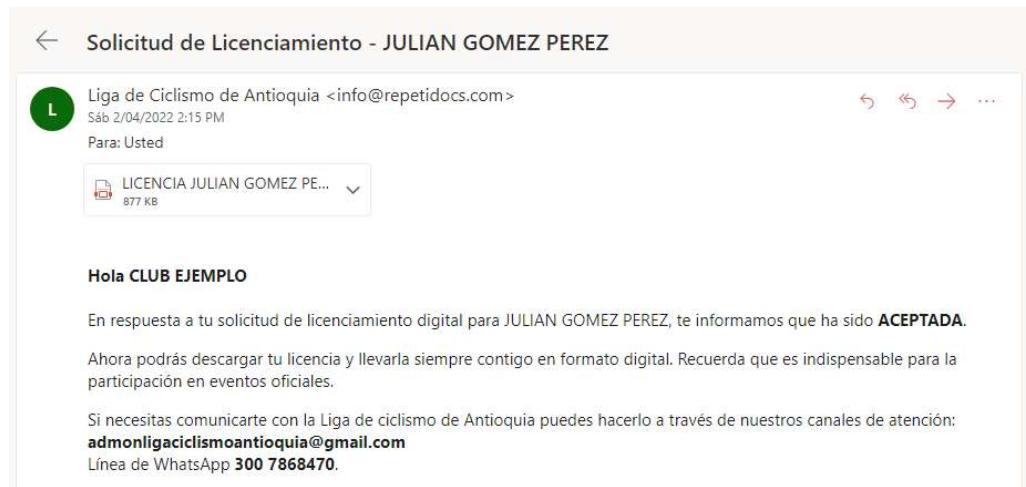 Solicitud de Licenciamiento - JULIAN GOMEZ PEREZ
L
Liga de Ciclismo de Antioquia <info@repetidocs.com>
Sáb 2/04/2022 2:15 PM
Para: Usted
LICENCIA JULIAN GOMEZ PE...
877 KB
Hola CLUB EJEMPLO
En respuesta a tu solicitud de licenciamiento digital para JULIAN GOMEZ PEREZ, te informamos que ha sido ACEPTADA.
Ahora podrás descargar tu licencia y llevarla siempre contigo en formato digital. Recuerda que es indispensable para la
participación en eventos oficiales.
Si necesitas comunicarte con la Liga de ciclismo de Antioquia puedes hacerlo a través de nuestros canales de atención:
admonligaciclismoantioquia@gmail.com
Línea de WhatsApp 300 7868470.